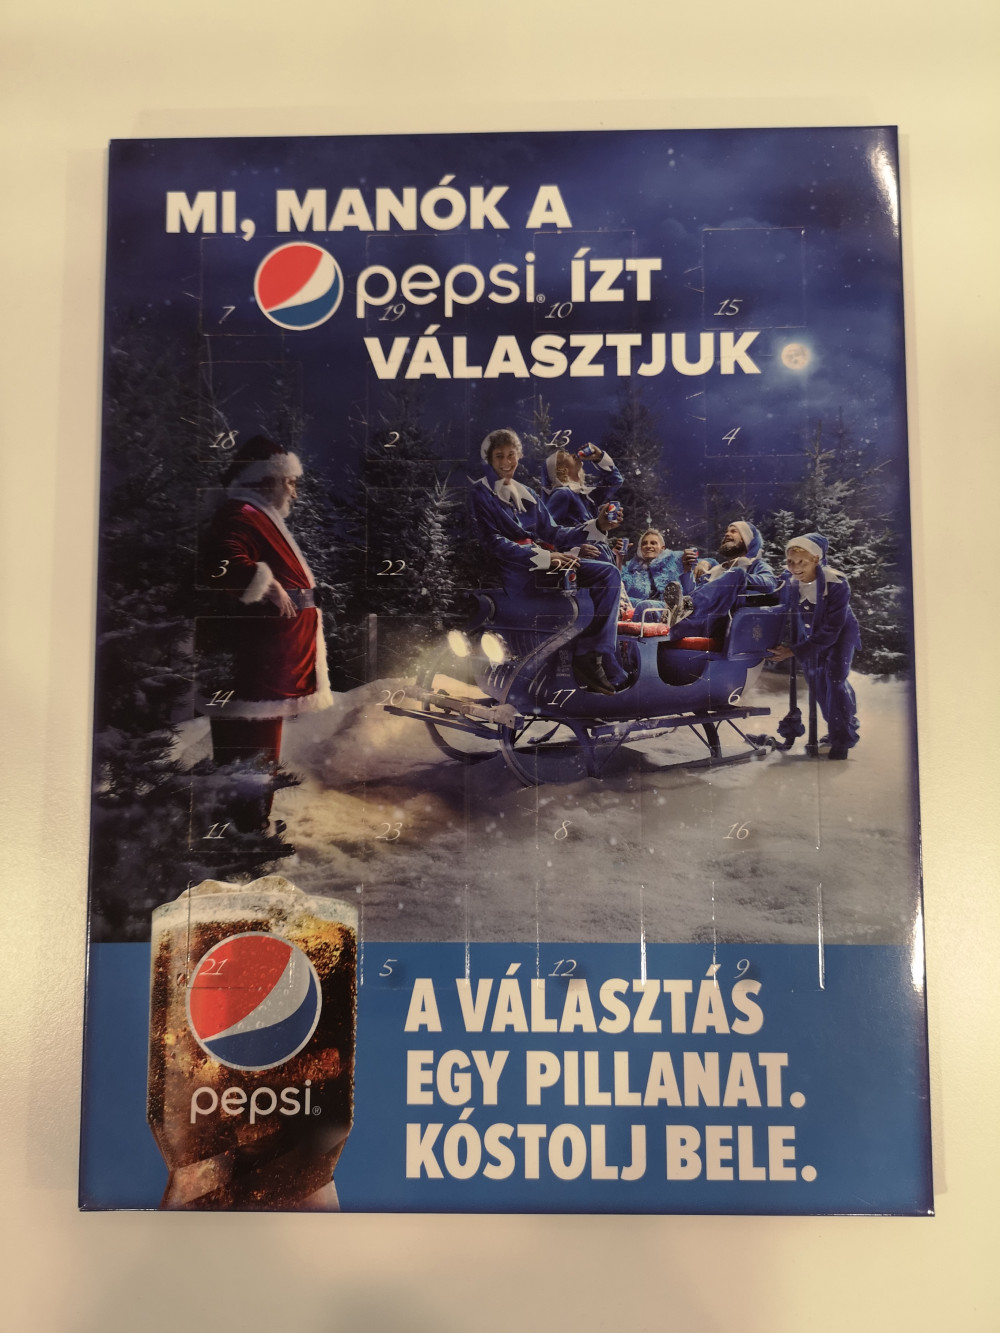 MI, MANÓK A
pepsi® ÍZT
7 19 10 15
VÁLASZTJUK
18 2 13 4
3 22 24
14 20 17 6
11 23 8 16
21 5 12 9
A VÁLASZTÁS
EGY PILLANAT.
pepsi®
KÓSTOLJ BELE.